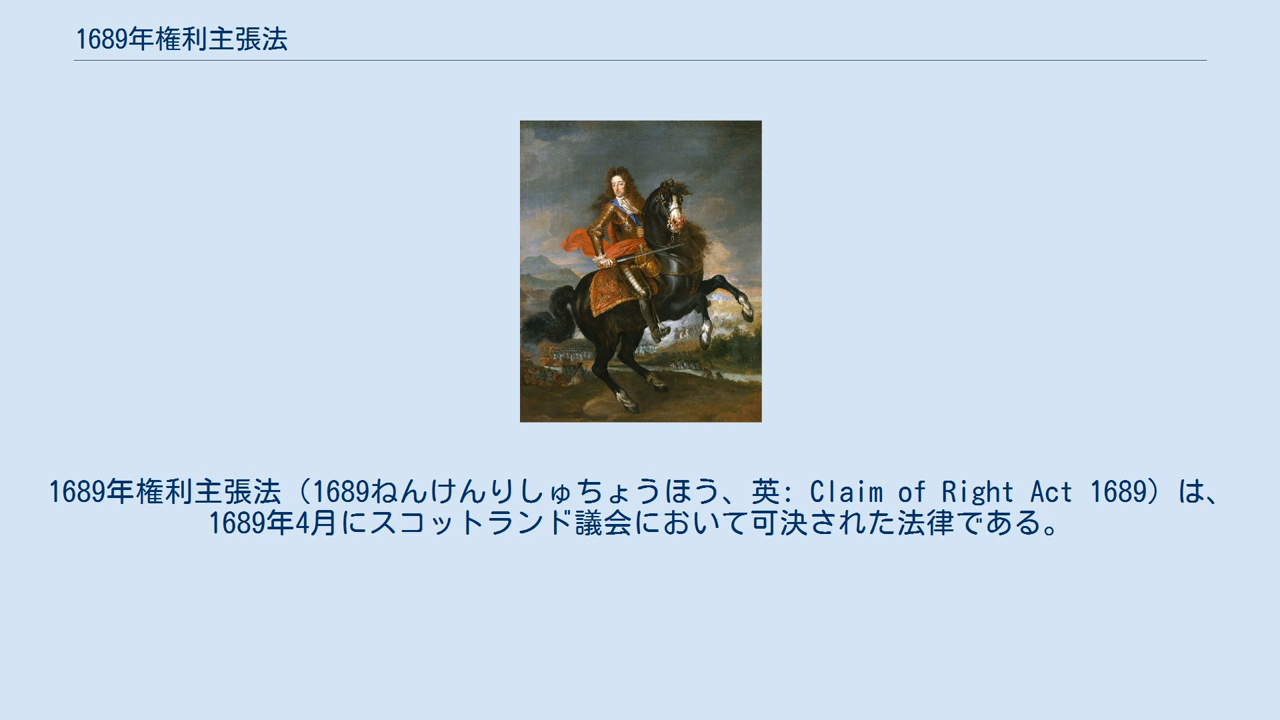 1689年権利主張法
1689年権利主張法（1689ねんけんりしゅちょうほう、英: Claim of Right Act 1689）は、
1689年4月にスコットランド議会において可決された法律である。